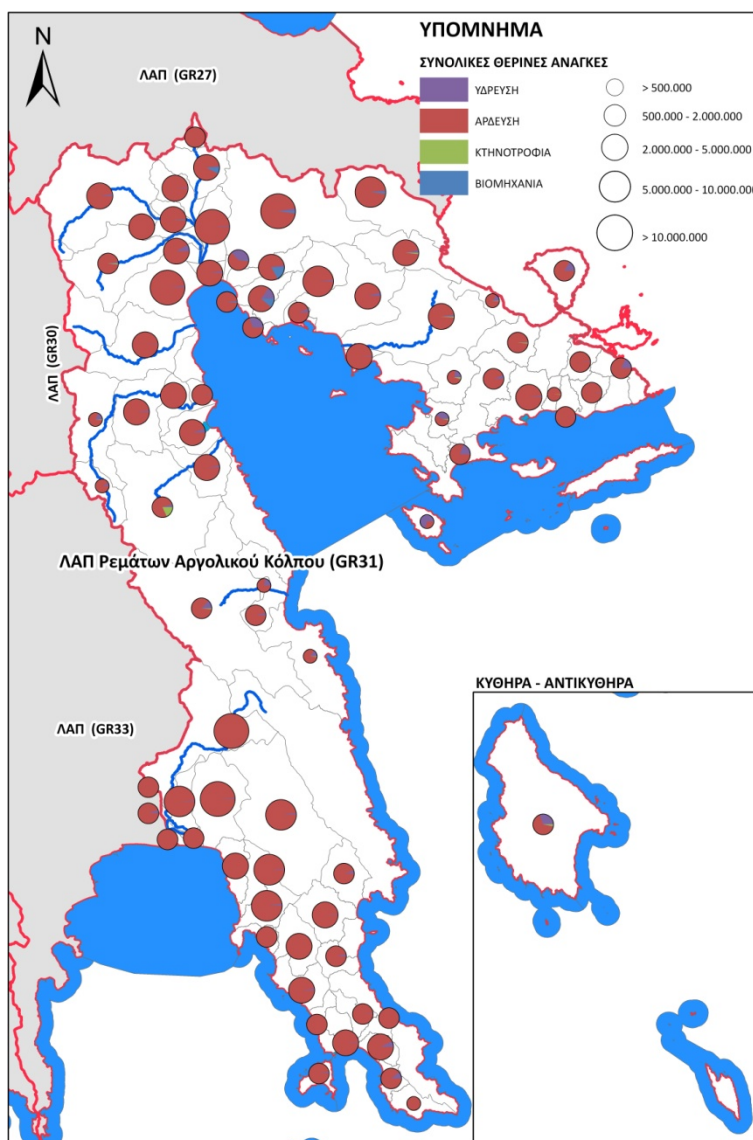 N
ΛΑΠ (GR27)
ΥΠΟΜΝΗΜΑ
ΣΥΝΟΛΙΚΕΣ ΘΕΡΙΝΕΣ ΑΝΑΓΚΕΣ
ΥΔΡΕΥΣΗ
ΑΡΔΕΥΣΗ
ΚΤΗΝΟΤΡΟΦΙΑ
ΒΙΟΜΗΧΑΝΙΑ
> 500.000
500.000 - 2.000.000
2.000.000 - 5.000.000
5.000.000 - 10.000.000
> 10.000.000
ΛΑΠ (GR30)
ΛΑΠ Ρεμάτων Αργολικού Κόλπου (GR31)
ΚΥΘΗΡΑ - ΑΝΤΙΚΥΘΗΡΑ
ΛΑΠ (GR33)